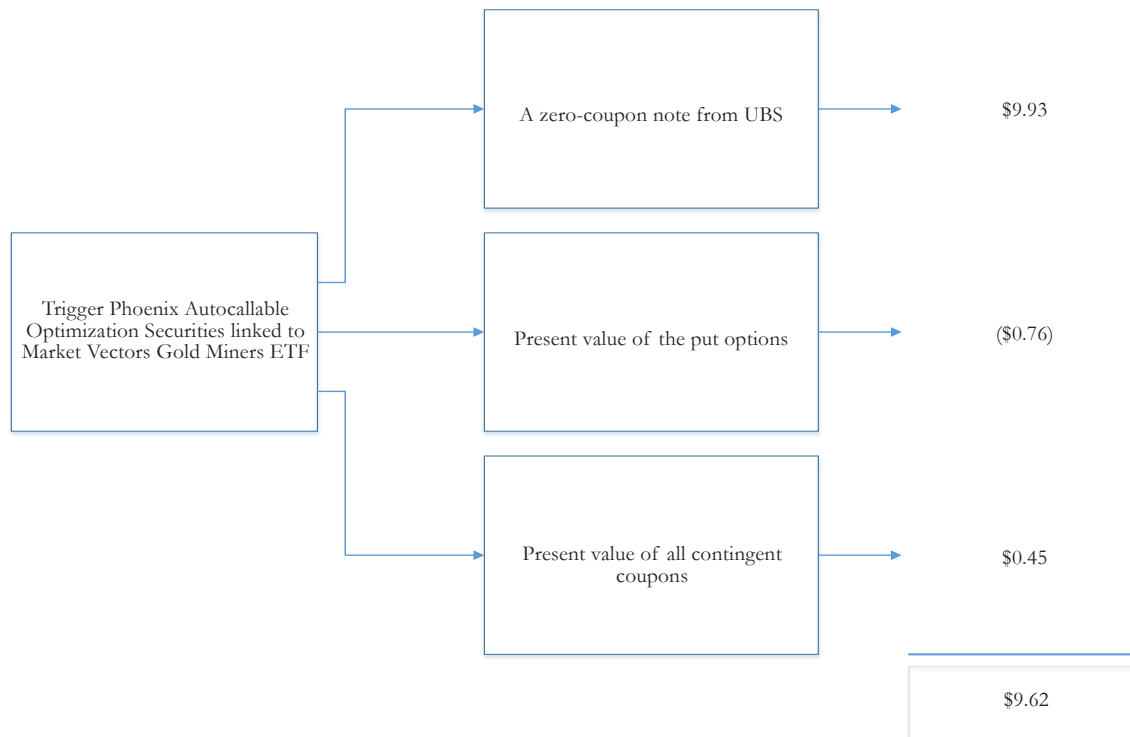 A zero-coupon note from UBS
$9.93
Trigger Phoenix Autocallable
Optimization Securities linked to
Market Vectors Gold Miners ETF
Present value of the put options
($0.76)
Present value of all contingent
coupons
$0.45
$9.62